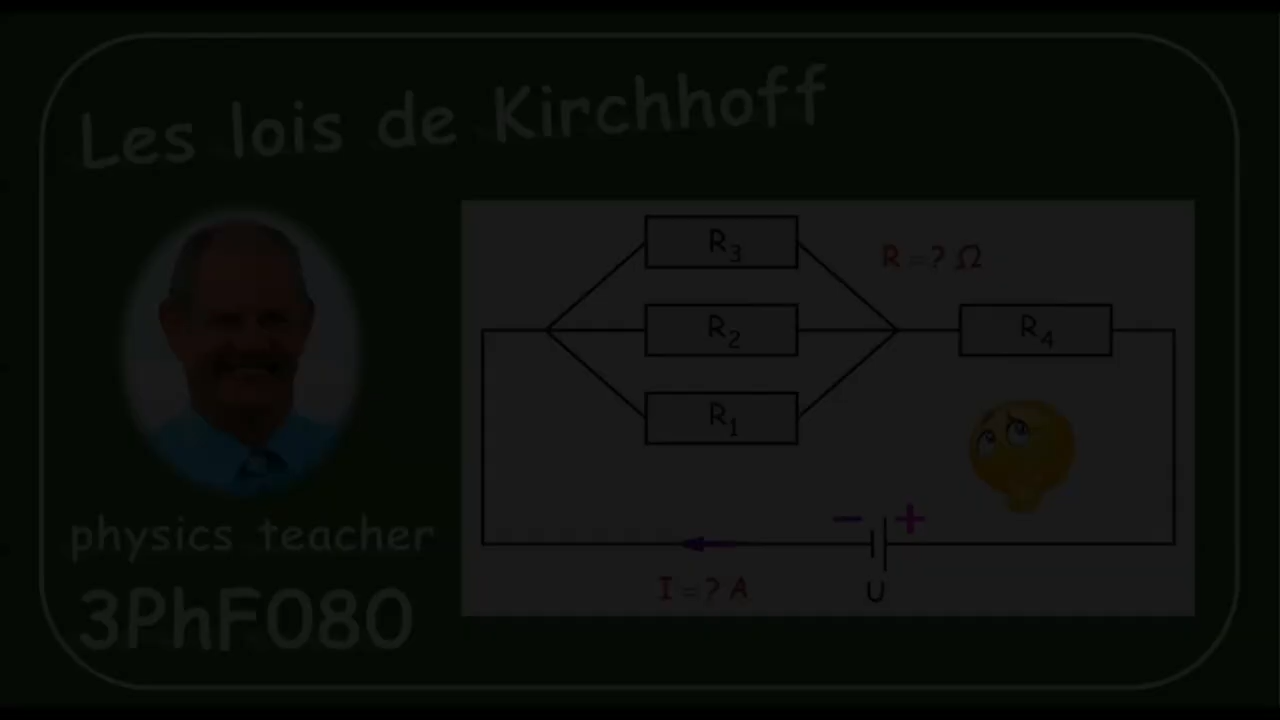 Les lois de Kirchhoff
R3
R =? Ω
R2
R4
R1
− +
I =? A
U
physics teacher
3PhF080